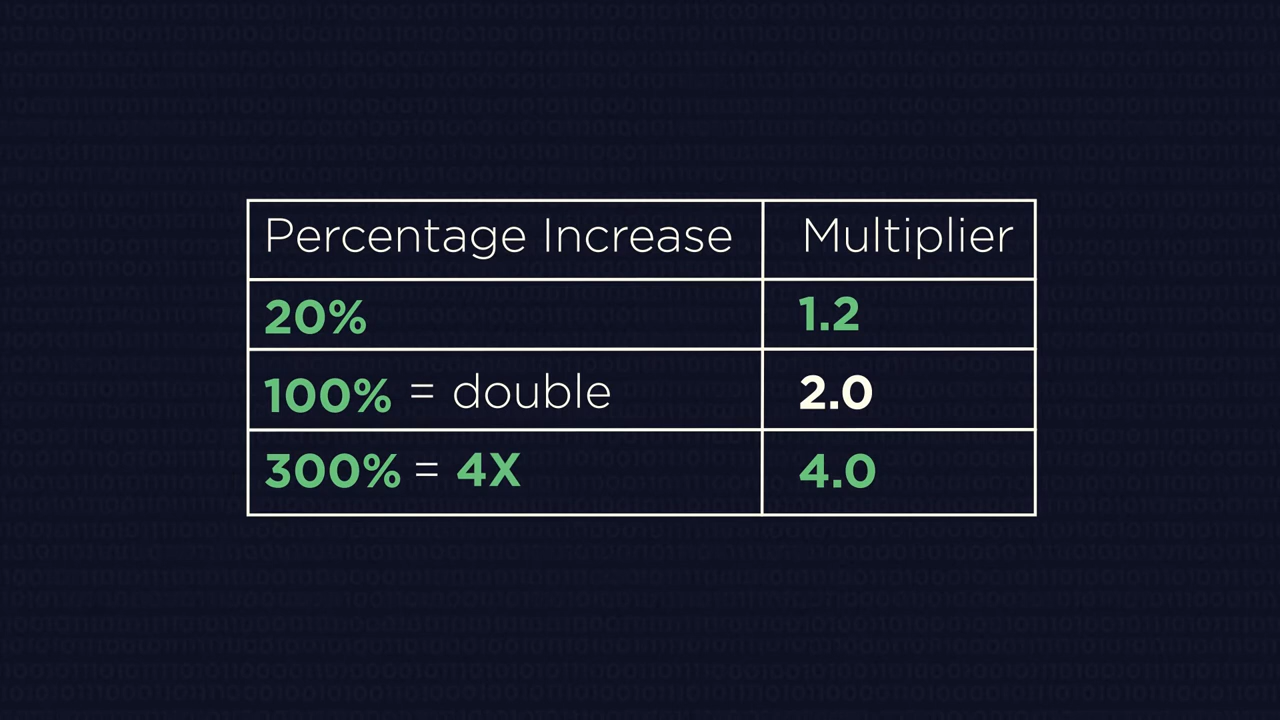 Percentage Increase Multiplier
20% 1.2
100% = double 2.0
300% = 4X 4.0